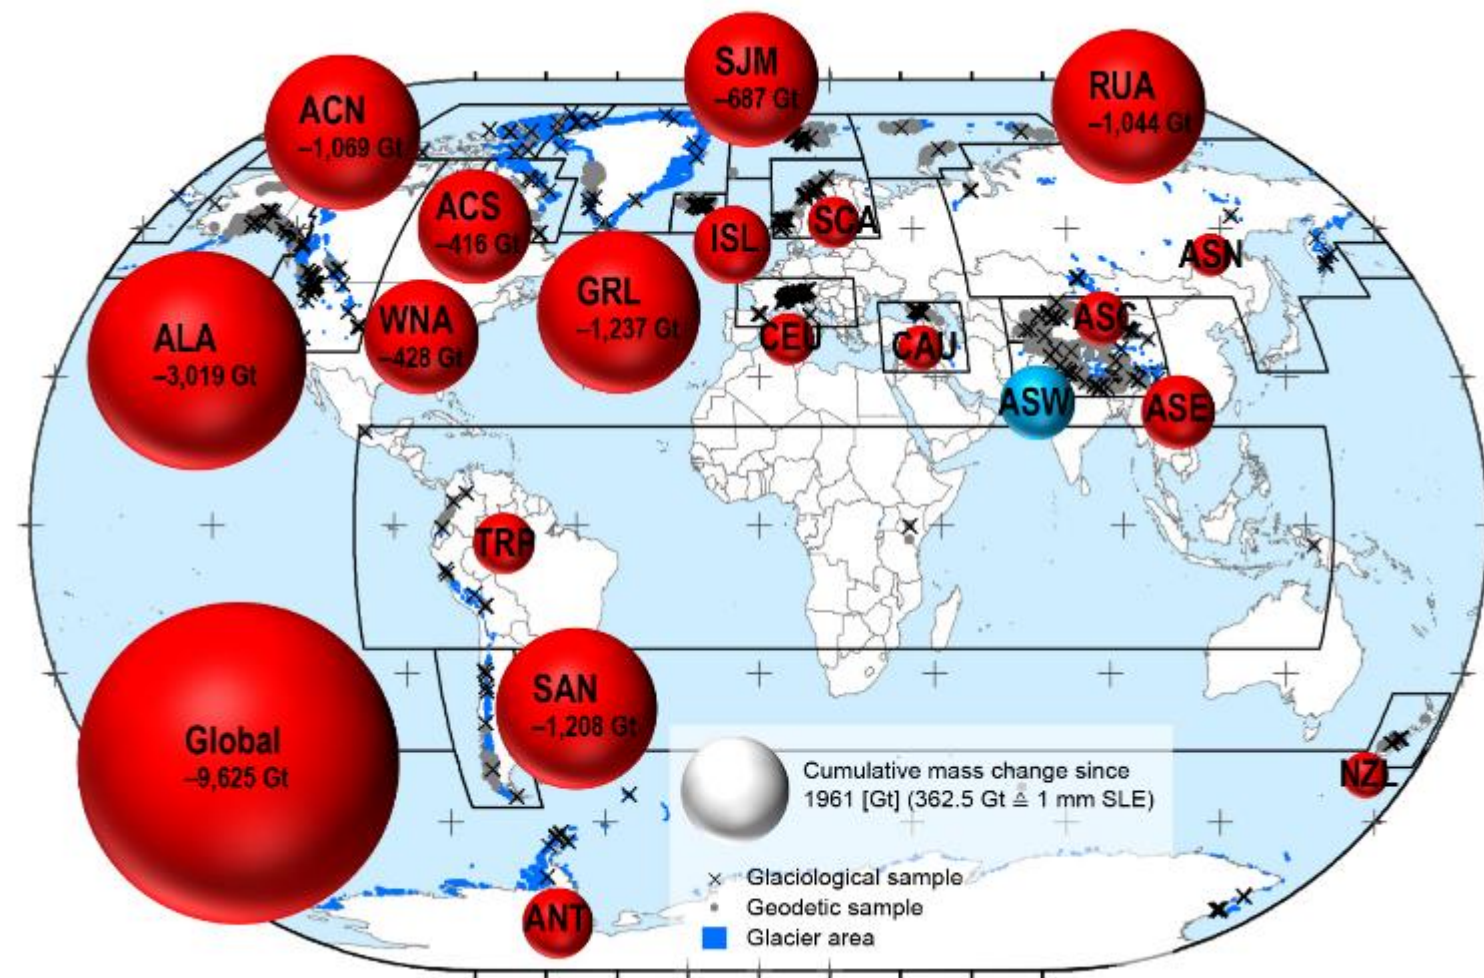 SJM
–687 Gt
RUA
–1,044 Gt
ACN
–1,069 Gt
ACS
–416 Gt
SCA
ISL
ASN
GRL
–1,237 Gt
WNA
–428 Gt
ALA
–3,019 Gt
CEU
CAU
ASC
ASW
ASE
TRP
SAN
–1,208 Gt
Global
–9,625 Gt
NZL
ANT
Cumulative mass change since
1961 [Gt] (362.5 Gt ≙ 1 mm SLE)
Glaciological sample
Geodetic sample
Glacier area